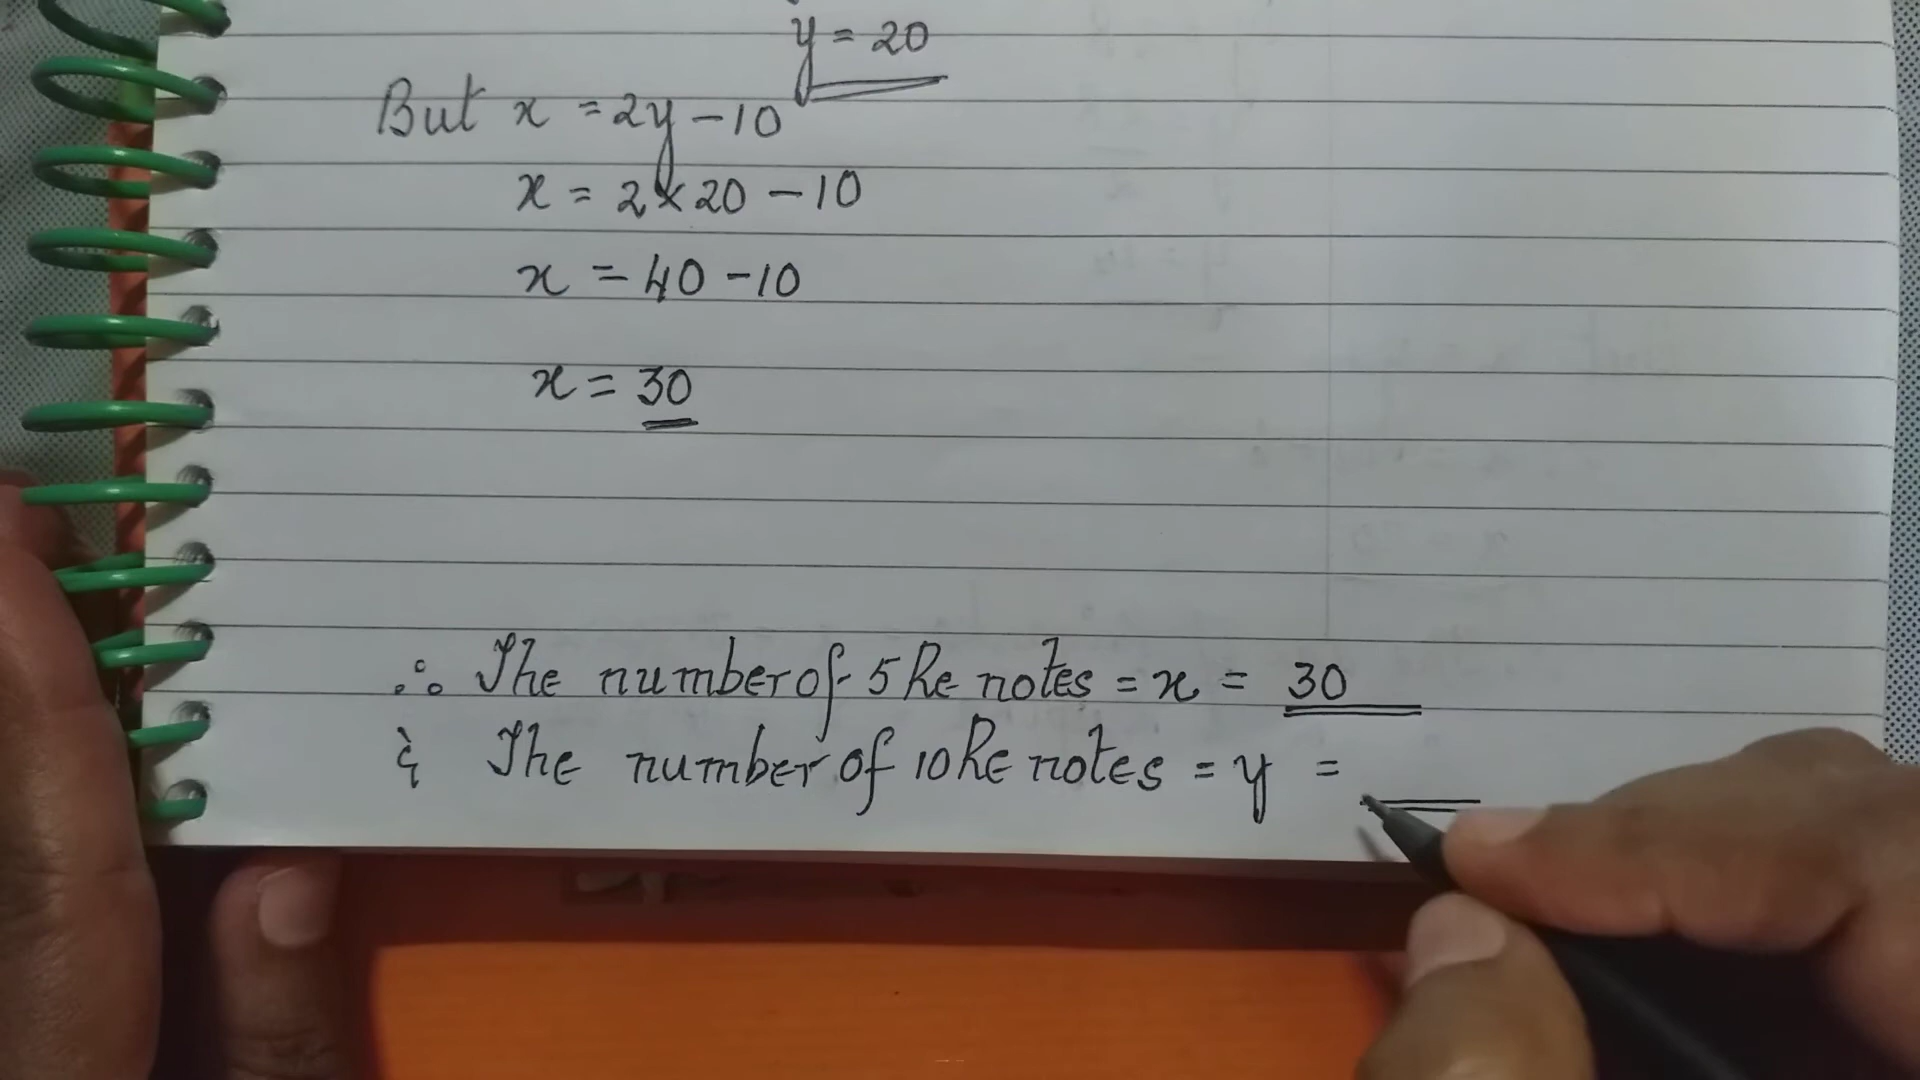 y = 20
But x = 2y - 10
x = 2 × 20 - 10
x = 40 - 10
x = 30
∴ The number of 5 Re notes = x = 30
& The number of 10 Re notes = y =